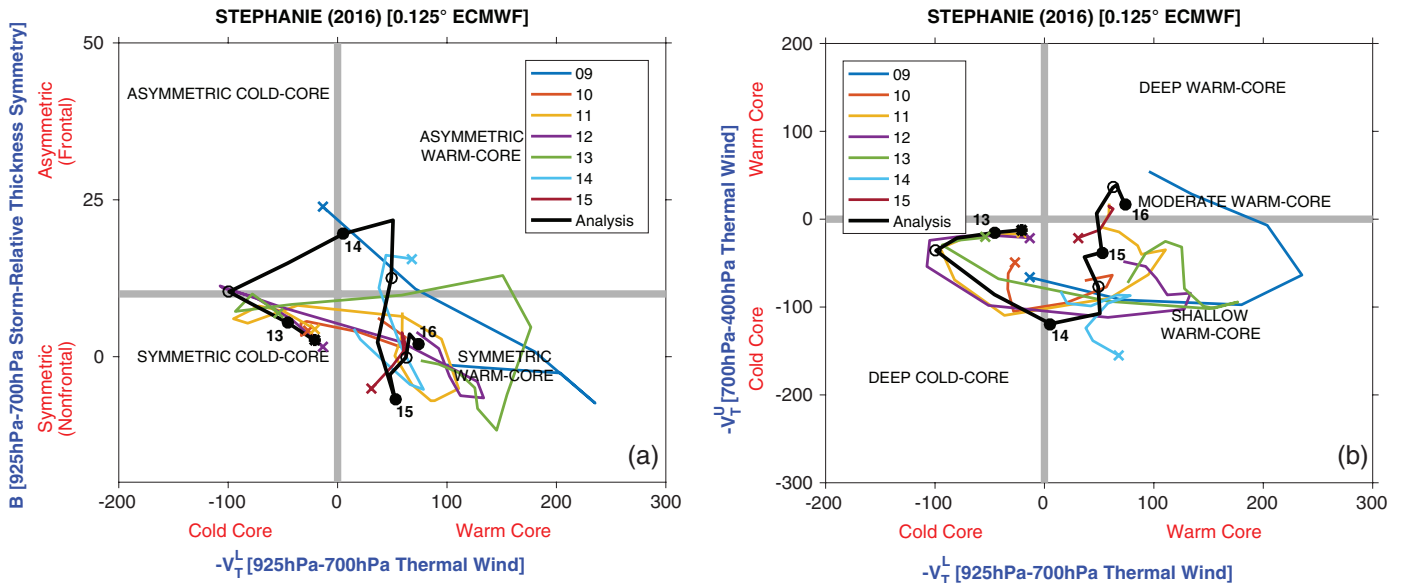 STEPHANIE (2016) [0.125° ECMWF]
B [925hPa-700hPa Storm-Relative Thickness Symmetry]
Asymmetric
(Frontal)
Symmetric
(Nonfrontal)
50
25
0
ASYMMETRIC COLD-CORE
ASYMMETRIC
WARM-CORE
SYMMETRIC COLD-CORE
SYMMETRIC
WARM-CORE
09
10
11
12
13
14
15
Analysis
14
13
16
15
(a)
-200
-100
0
100
200
300
Cold Core
Warm Core
-V_T^L [925hPa-700hPa Thermal Wind]
STEPHANIE (2016) [0.125° ECMWF]
-V_T^U [700hPa-400hPa Thermal Wind]
Warm Core
Cold Core
200
100
0
-100
-200
-300
09
10
11
12
13
14
15
Analysis
DEEP WARM-CORE
MODERATE WARM-CORE
SHALLOW
WARM-CORE
DEEP COLD-CORE
13
16
15
14
(b)
-200
-100
0
100
200
300
Cold Core
Warm Core
-V_T^L [925hPa-700hPa Thermal Wind]